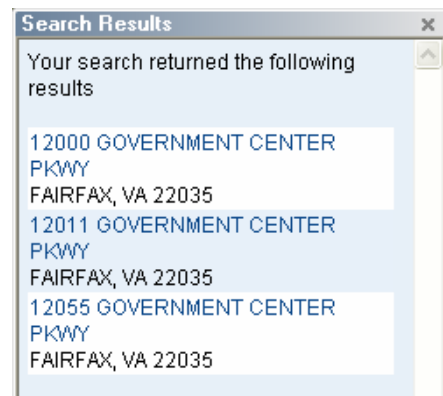 Search Results
Your search returned the following
results
12000 GOVERNMENT CENTER
PKWY
FAIRFAX, VA 22035
12011 GOVERNMENT CENTER
PKWY
FAIRFAX, VA 22035
12055 GOVERNMENT CENTER
PKWY
FAIRFAX, VA 22035